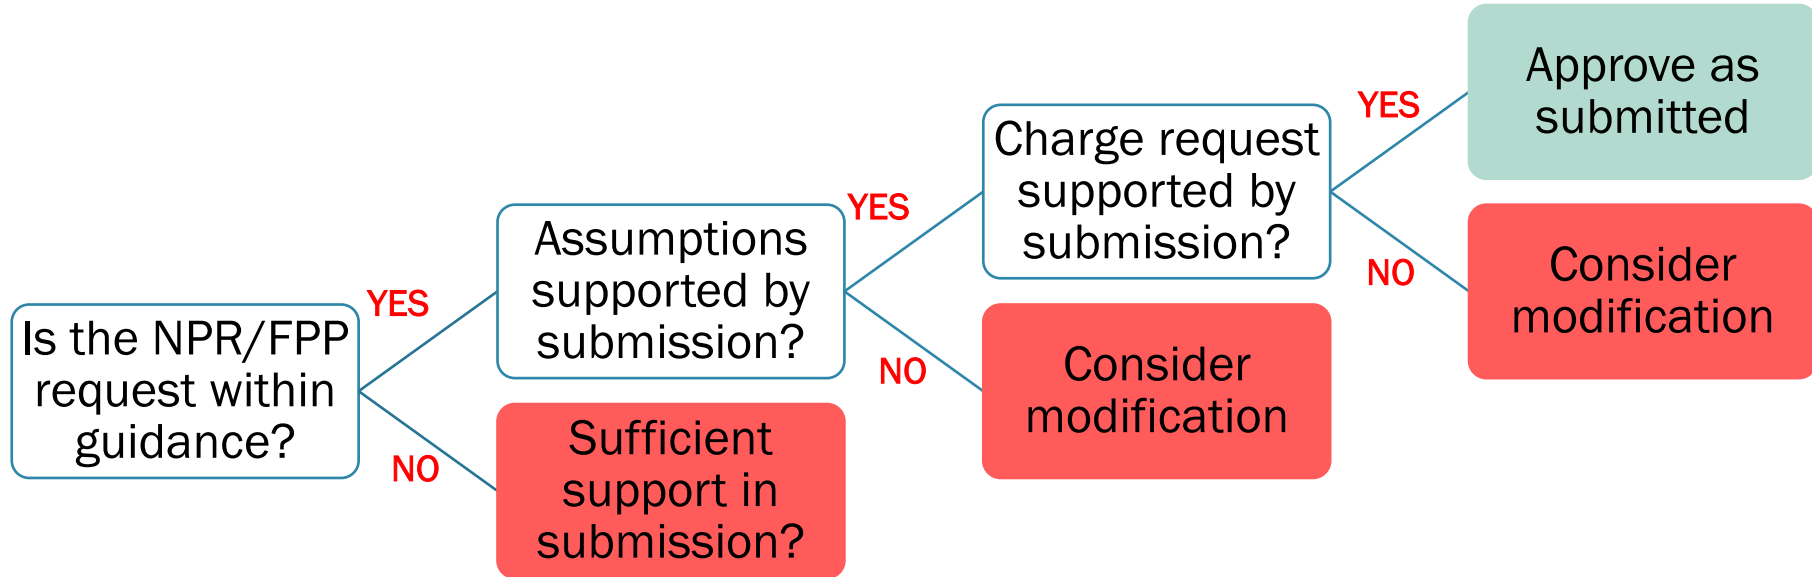 Is the NPR/FPP
request within
guidance?
YES
NO
Assumptions
supported by
submission?
Sufficient
support in
submission?
YES
NO
Charge request
supported by
submission?
Consider
modification
YES
NO
Approve as
submitted
Consider
modification